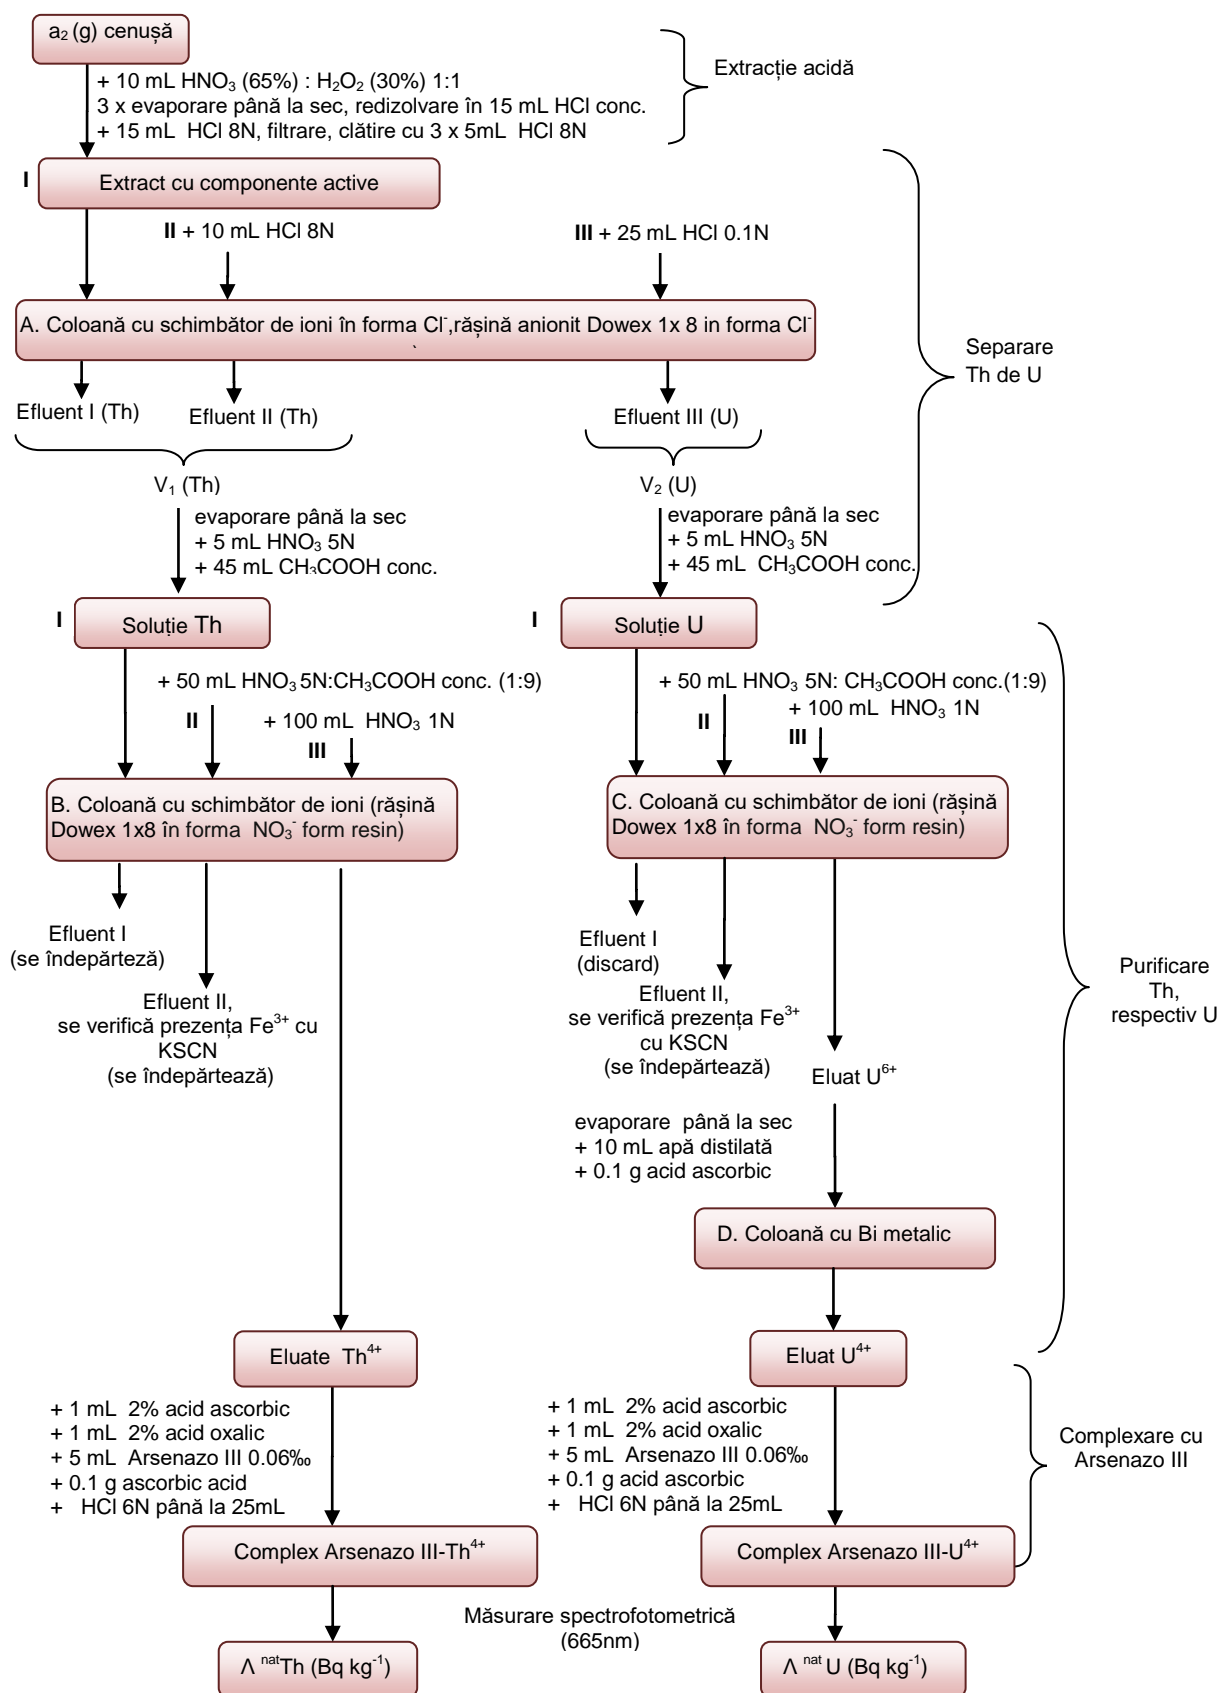 a₂ (g) cenușă
+ 10 mL HNO₃ (65%) : H₂O₂ (30%) 1:1
3 x evaporare până la sec, redizolvare în 15 mL HCl conc.
+ 15 mL HCl 8N, filtrare, clătire cu 3 x 5mL HCl 8N
Extracție acidă
I
Extract cu componente active
II + 10 mL HCl 8N
III + 25 mL HCl 0.1N
A. Coloană cu schimbător de ioni în forma Cl⁻,rășină anionit Dowex 1x 8 in forma Cl⁻
`
Separare
Th de U
Efluent I (Th)
Efluent II (Th)
Efluent III (U)
V₁ (Th)
V₂ (U)
evaporare până la sec
+ 5 mL HNO₃ 5N
+ 45 mL CH₃COOH conc.
evaporare până la sec
+ 5 mL HNO₃ 5N
+ 45 mL CH₃COOH conc.
I
Soluție Th
I
Soluție U
+ 50 mL HNO₃ 5N:CH₃COOH conc. (1:9)
II
+ 100 mL HNO₃ 1N
III
+ 50 mL HNO₃ 5N: CH₃COOH conc.(1:9)
+ 100 mL HNO₃ 1N
II
III
B. Coloană cu schimbător de ioni (rășină
Dowex 1x8 în forma NO₃⁻ form resin)
C. Coloană cu schimbător de ioni (rășină
Dowex 1x8 în forma NO₃⁻ form resin)
Efluent I
(se îndepărteză)
Efluent II,
se verifică prezența Fe³⁺ cu
KSCN
(se îndepărtează)
Efluent I
(discard)
Efluent II,
se verifică prezența Fe³⁺
cu KSCN
(se îndepărtează)
Eluat U⁶⁺
Purificare
Th,
respectiv U
evaporare până la sec
+ 10 mL apă distilată
+ 0.1 g acid ascorbic
D. Coloană cu Bi metalic
Eluate Th⁴⁺
Eluat U⁴⁺
+ 1 mL 2% acid ascorbic
+ 1 mL 2% acid oxalic
+ 5 mL Arsenazo III 0.06‰
+ 0.1 g ascorbic acid
+ HCl 6N până la 25mL
+ 1 mL 2% acid ascorbic
+ 1 mL 2% acid oxalic
+ 5 mL Arsenazo III 0.06‰
+ 0.1 g acid ascorbic
+ HCl 6N până la 25mL
Complexare cu
Arsenazo III
Complex Arsenazo III-Th⁴⁺
Complex Arsenazo III-U⁴⁺
Măsurare spectrofotometrică
(665nm)
Λ ⁿᵃᵗTh (Bq kg⁻¹)
Λ ⁿᵃᵗ U (Bq kg⁻¹)